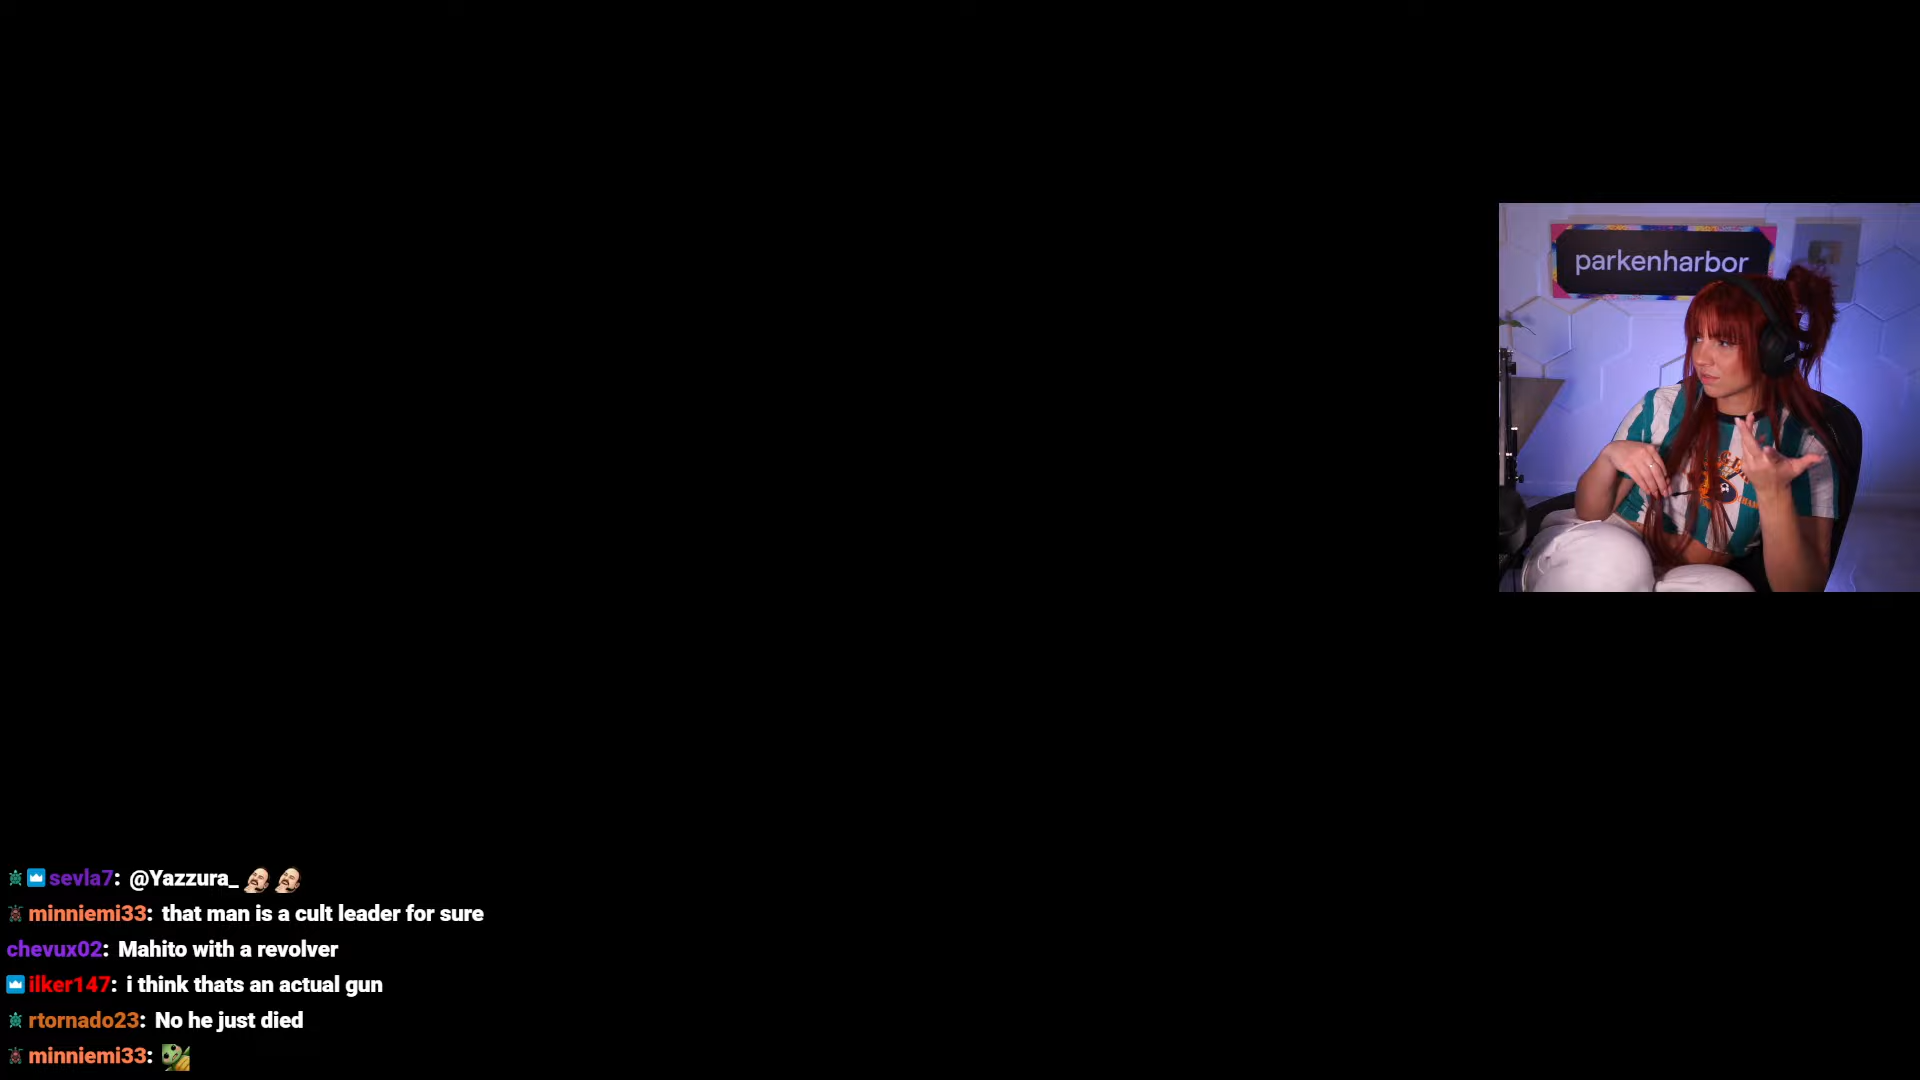 parkenharbor
sevla7: @Yazzura_
minniemi33: that man is a cult leader for sure
chevux02: Mahito with a revolver
ilker147: i think thats an actual gun
rtornado23: No he just died
minniemi33: